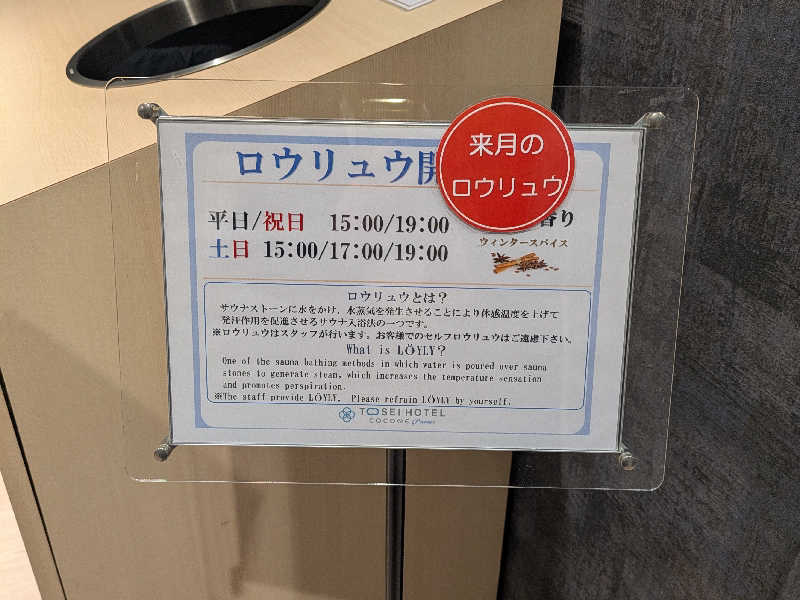 ロウリュウ開
来月の
ロウリュウ
平日/祝日 15:00/19:00
土日 15:00/17:00/19:00
香り
ウィンタースパイス
ロウリュウとは？
サウナストーンに水をかけ、水蒸気を発生させることにより体感温度を上げて
発汗作用を促進させるサウナ入浴法の一つです。
※ロウリュウはスタッフが行います。お客様でのセルフロウリュウはご遠慮下さい。
What is LÖYLY?
One of the sauna bathing methods in which water is poured over sauna
stones to generate steam, which increases the temperature sensation
and promotes perspiration.
※The staff provide LÖYLY. Please refrain LÖYLY by yourself.
TOSEI HOTEL
COCONE